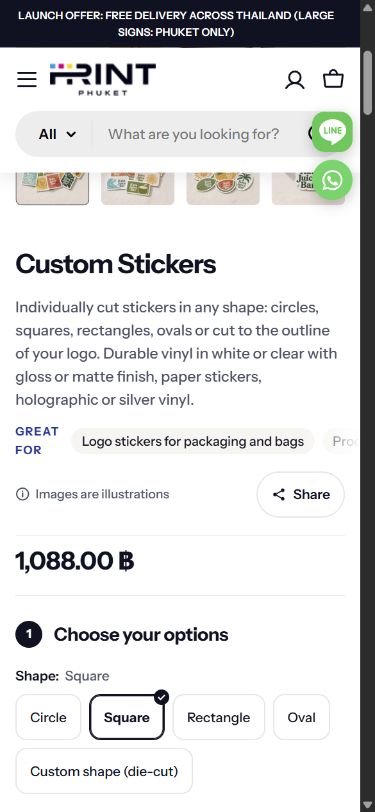 LAUNCH OFFER: FREE DELIVERY ACROSS THAILAND (LARGE
SIGNS: PHUKET ONLY)
PRINT
PHUKET
All
What are you looking for?
LINE
Juice
Bar
Custom Stickers
Individually cut stickers in any shape: circles,
squares, rectangles, ovals or cut to the outline
of your logo. Durable vinyl in white or clear with
gloss or matte finish, paper stickers,
holographic or silver vinyl.
GREAT
FOR
Logo stickers for packaging and bags
Images are illustrations
Share
1,088.00 ฿
1 Choose your options
Shape: Square
Circle
Square
Rectangle
Oval
Custom shape (die-cut)